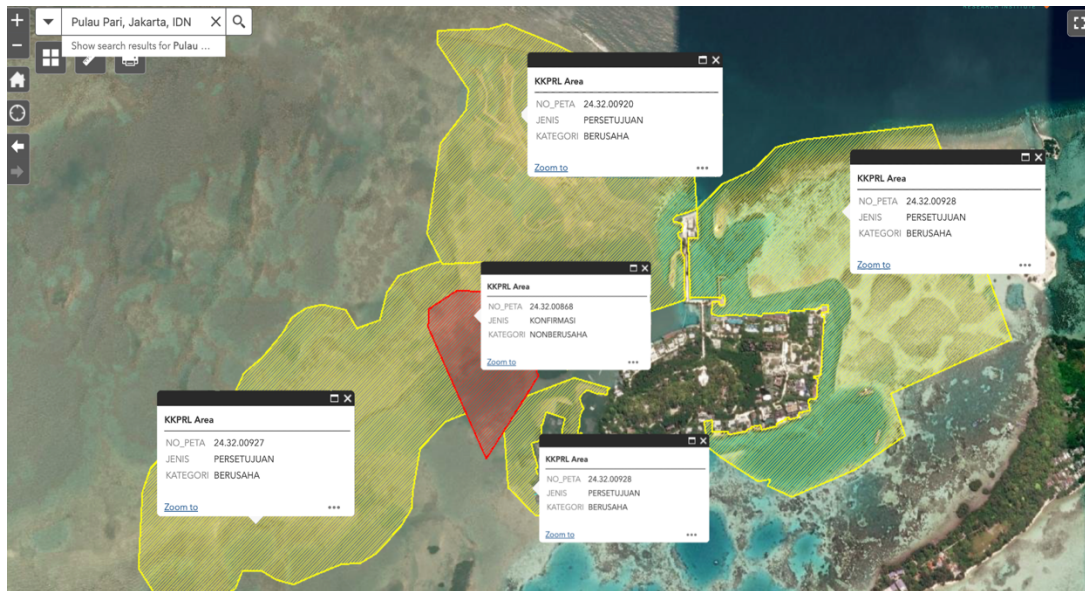 RESEARCH INSTITUTE
Pulau Pari, Jakarta, IDN
Show search results for Pulau ...
KKPRL Area
NO_PETA 24.32.00920
JENIS PERSETUJUAN
KATEGORI BERUSAHA
Zoom to
KKPRL Area
NO_PETA 24.32.00928
JENIS PERSETUJUAN
KATEGORI BERUSAHA
Zoom to
KKPRL Area
NO_PETA 24.32.00868
JENIS KONFIRMASI
KATEGORI NONBERUSAHA
Zoom to
KKPRL Area
NO_PETA 24.32.00927
JENIS PERSETUJUAN
KATEGORI BERUSAHA
Zoom to
KKPRL Area
NO_PETA 24.32.00928
JENIS PERSETUJUAN
KATEGORI BERUSAHA
Zoom to